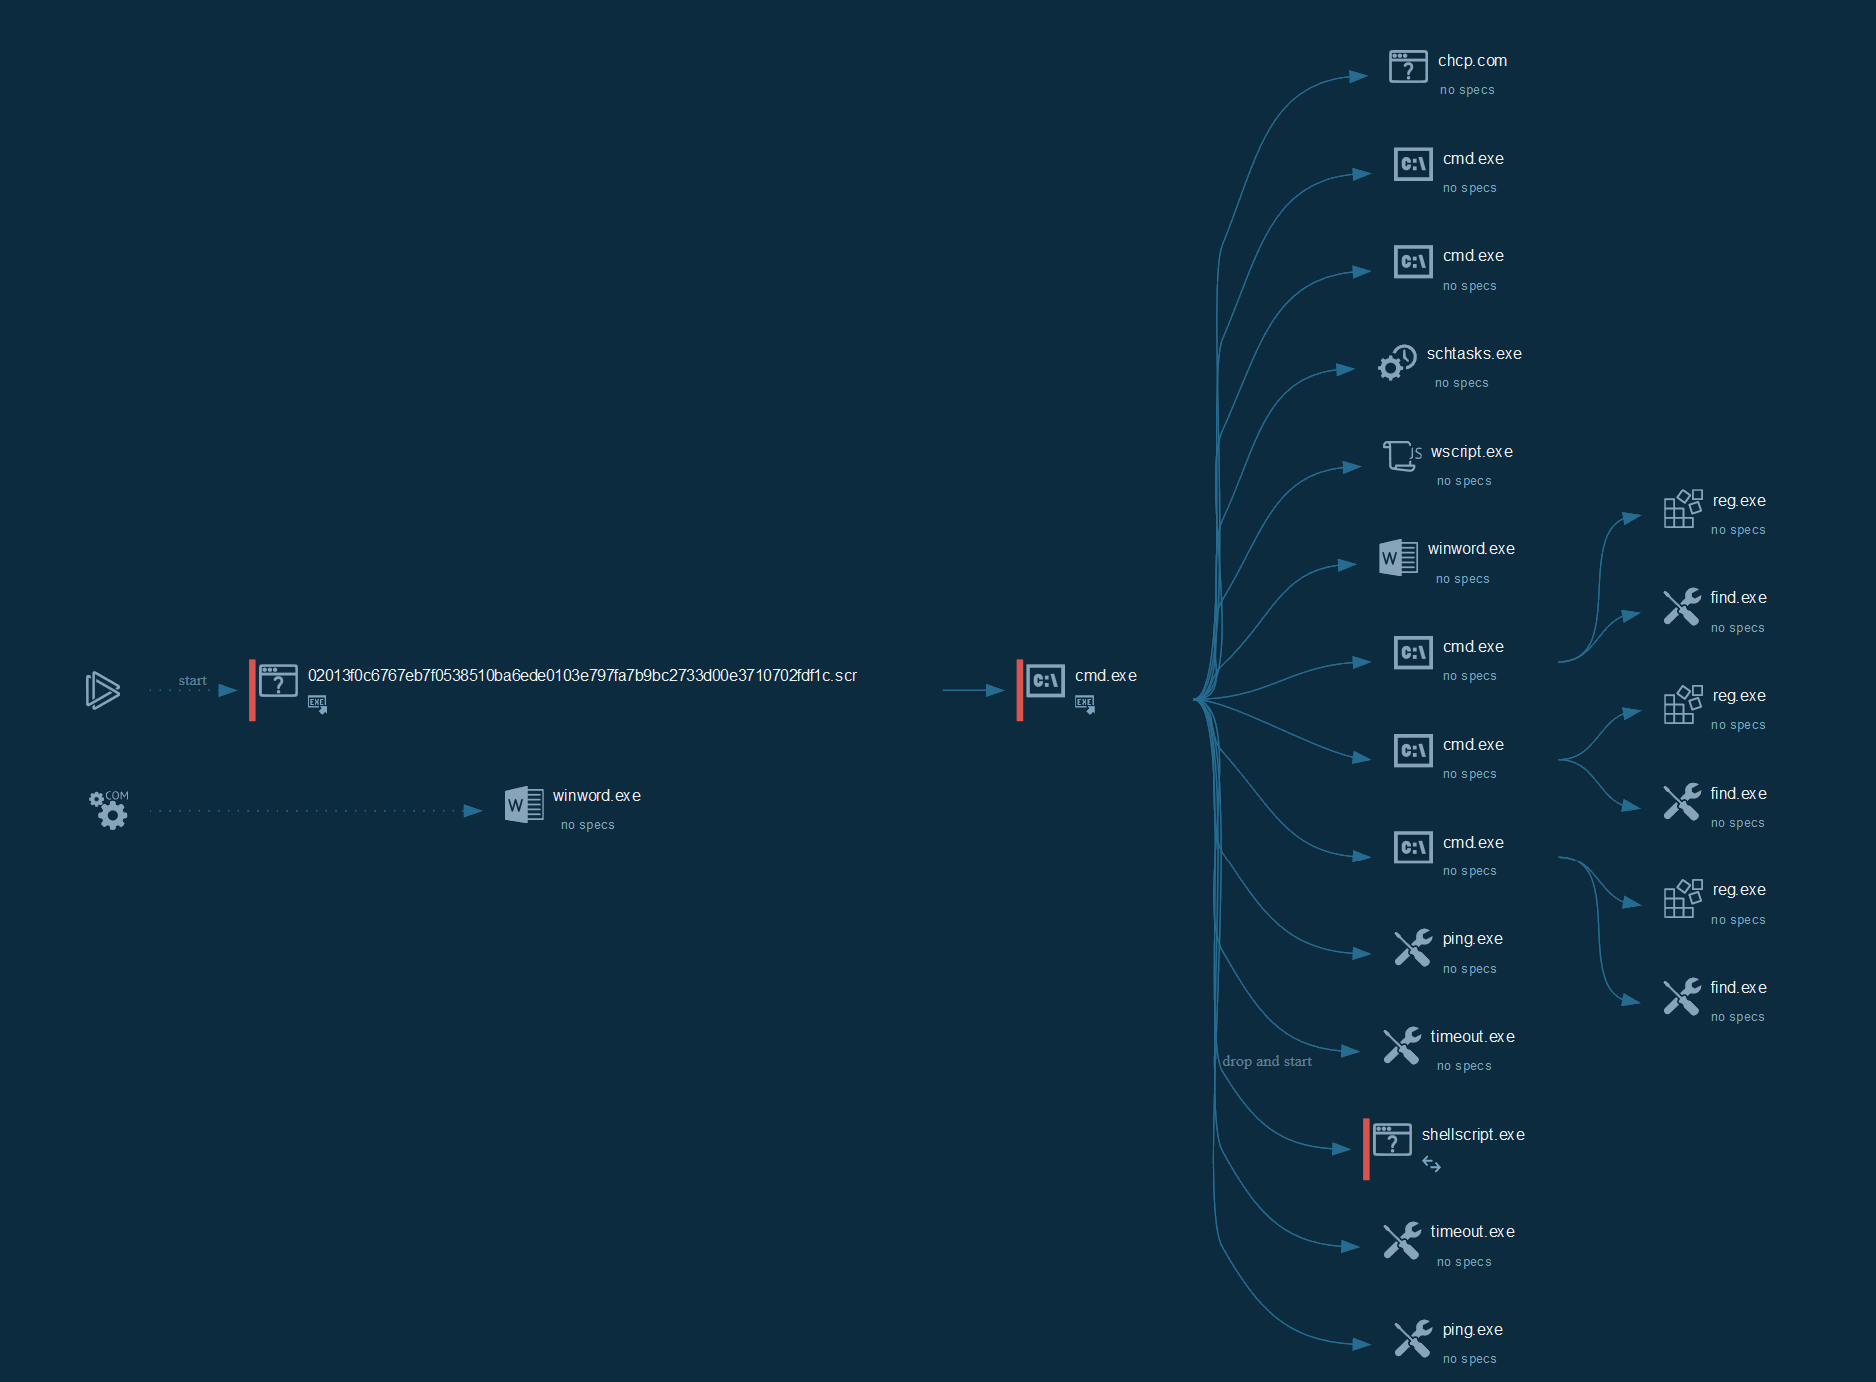 chcp.com
no specs
cmd.exe
no specs
cmd.exe
no specs
schtasks.exe
no specs
JS
wscript.exe
no specs
reg.exe
no specs
W
winword.exe
no specs
find.exe
no specs
start
?
02013f0c6767eb7f0538510ba6ede0103e797fa7b9bc2733d00e3710702fdf1c.scr
EXE
C:\
cmd.exe
EXE
C:\
cmd.exe
no specs
reg.exe
no specs
COM
W
winword.exe
no specs
C:\
cmd.exe
no specs
find.exe
no specs
C:\
cmd.exe
no specs
reg.exe
no specs
ping.exe
no specs
find.exe
no specs
timeout.exe
no specs
drop and start
?
shellscript.exe
timeout.exe
no specs
ping.exe
no specs